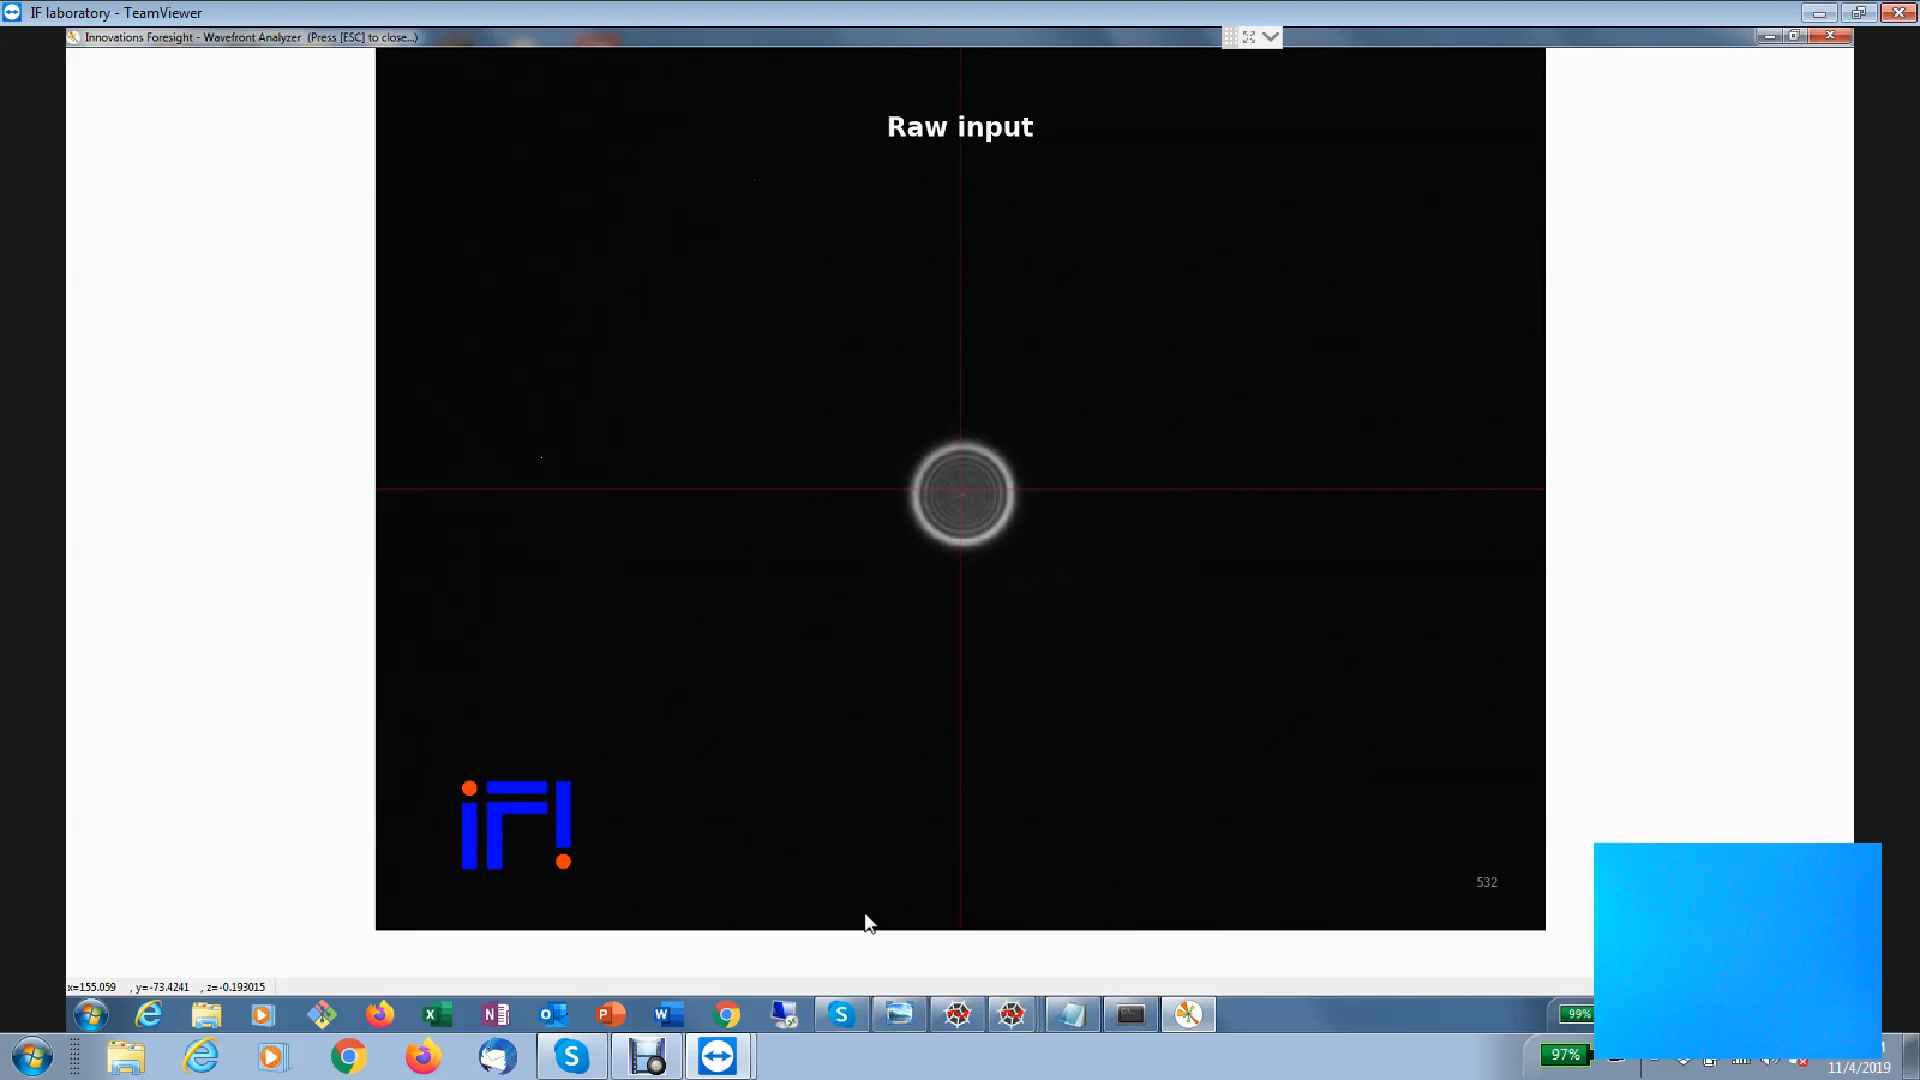 IF laboratory - TeamViewer
Innovations Foresight - Wavefront Analyzer (Press [ESC] to close...)
Raw input
iF!
532
x=155.059 , y=-73.4241 , z=-0.193015
99%
97%
11/4/2019